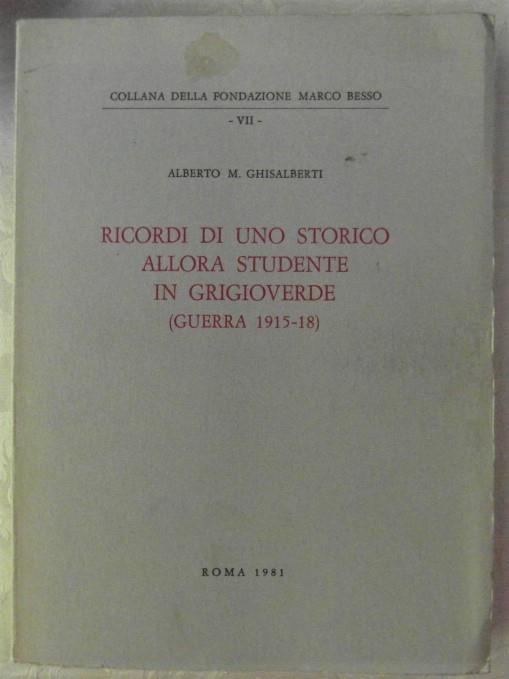 COLLANA DELLA FONDAZIONE MARCO BESSO
- VII -
ALBERTO M. GHISALBERTI
RICORDI DI UNO STORICO
ALLORA STUDENTE
IN GRIGIOVERDE
(GUERRA 1915-18)
ROMA 1981